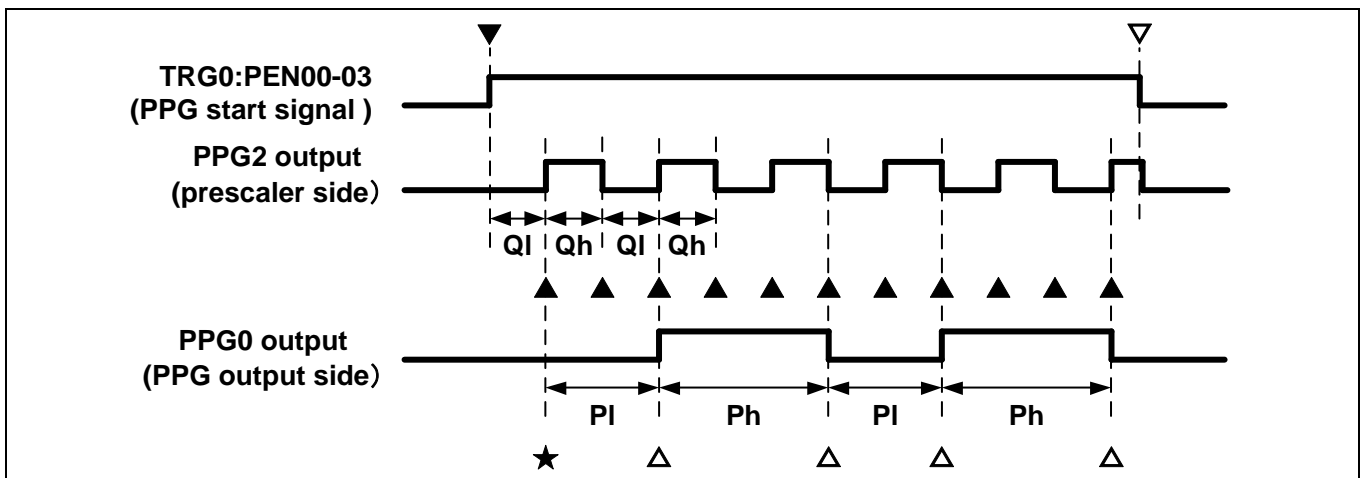 TRG0:PEN00-03
(PPG start signal )
PPG2 output
(prescaler side）
Ql Qh Ql Qh
PPG0 output
(PPG output side）
Pl Ph Pl Ph